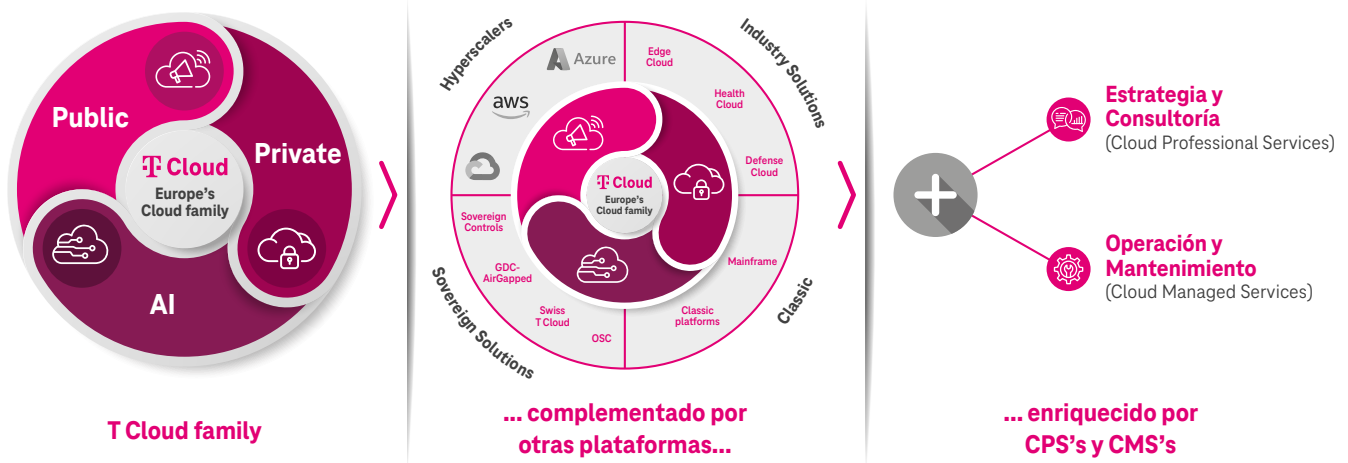 Public
Private
T Cloud
Europe's
Cloud family
AI
T Cloud family
Hyperscalers
Azure
aws
Industry Solutions
Edge
Cloud
Health
Cloud
Defense
Cloud
T Cloud
Europe's
Cloud family
Sovereign
Controls
GDC-
AirGapped
Swiss
T Cloud
OSC
Sovereign Solutions
Mainframe
Classic
platforms
Classic
... complementado por
otras plataformas...
Estrategia y
Consultoría
(Cloud Professional Services)
Operación y
Mantenimiento
(Cloud Managed Services)
... enriquecido por
CPS's y CMS's